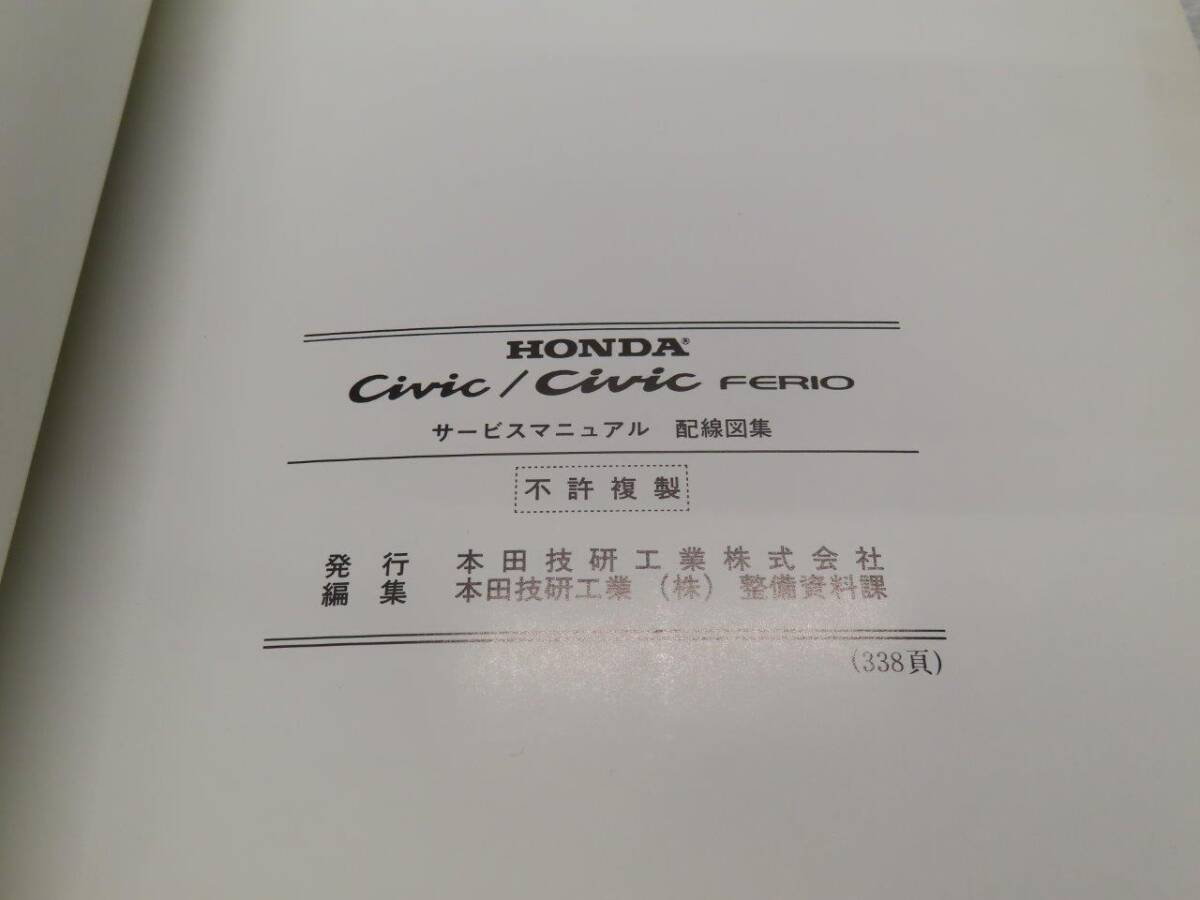 HONDA®
Civic / Civic FERIO
サービスマニュアル 配線図集
不許複製
発行 本田技研工業株式会社
編集 本田技研工業（株）整備資料課
(338頁)